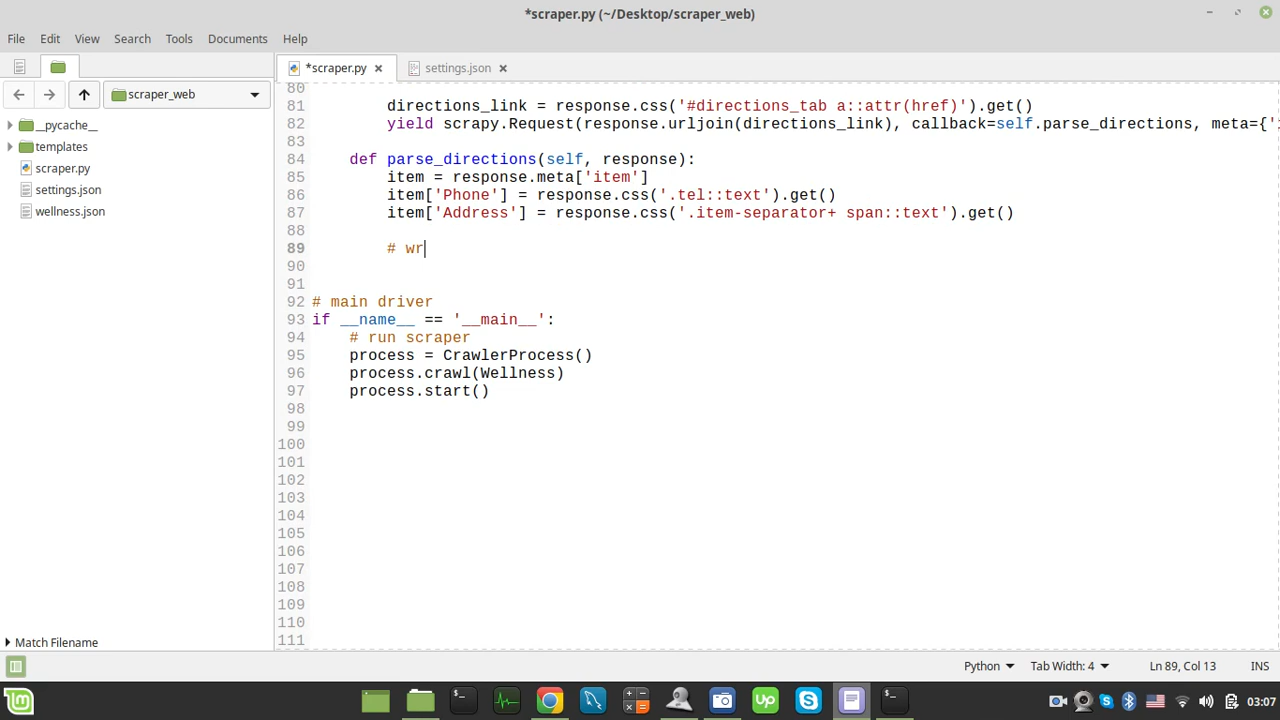 *scraper.py (~/Desktop/scraper_web)
File Edit View Search Tools Documents Help
*scraper.py settings.json
scraper_web
__pycache__
templates
scraper.py
settings.json
wellness.json
Match Filename
80
81 directions_link = response.css('#directions_tab a::attr(href)').get()
82 yield scrapy.Request(response.urljoin(directions_link), callback=self.parse_directions, meta={'
83
84 def parse_directions(self, response):
85 item = response.meta['item']
86 item['Phone'] = response.css('.tel::text').get()
87 item['Address'] = response.css('.item-separator+ span::text').get()
88
89 # wr
90
91
92 # main driver
93 if __name__ == '__main__':
94 # run scraper
95 process = CrawlerProcess()
96 process.crawl(Wellness)
97 process.start()
98
99
100
101
102
103
104
105
106
107
108
109
110
111
Python Tab Width: 4 Ln 89, Col 13 INS
Up 03:07